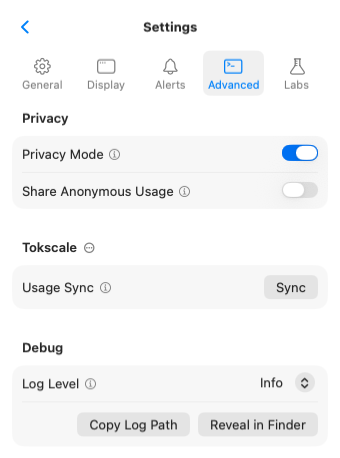 Settings
General Display Alerts Advanced Labs
Privacy
Privacy Mode
Share Anonymous Usage
Tokscale
Usage Sync Sync
Debug
Log Level Info
Copy Log Path Reveal in Finder